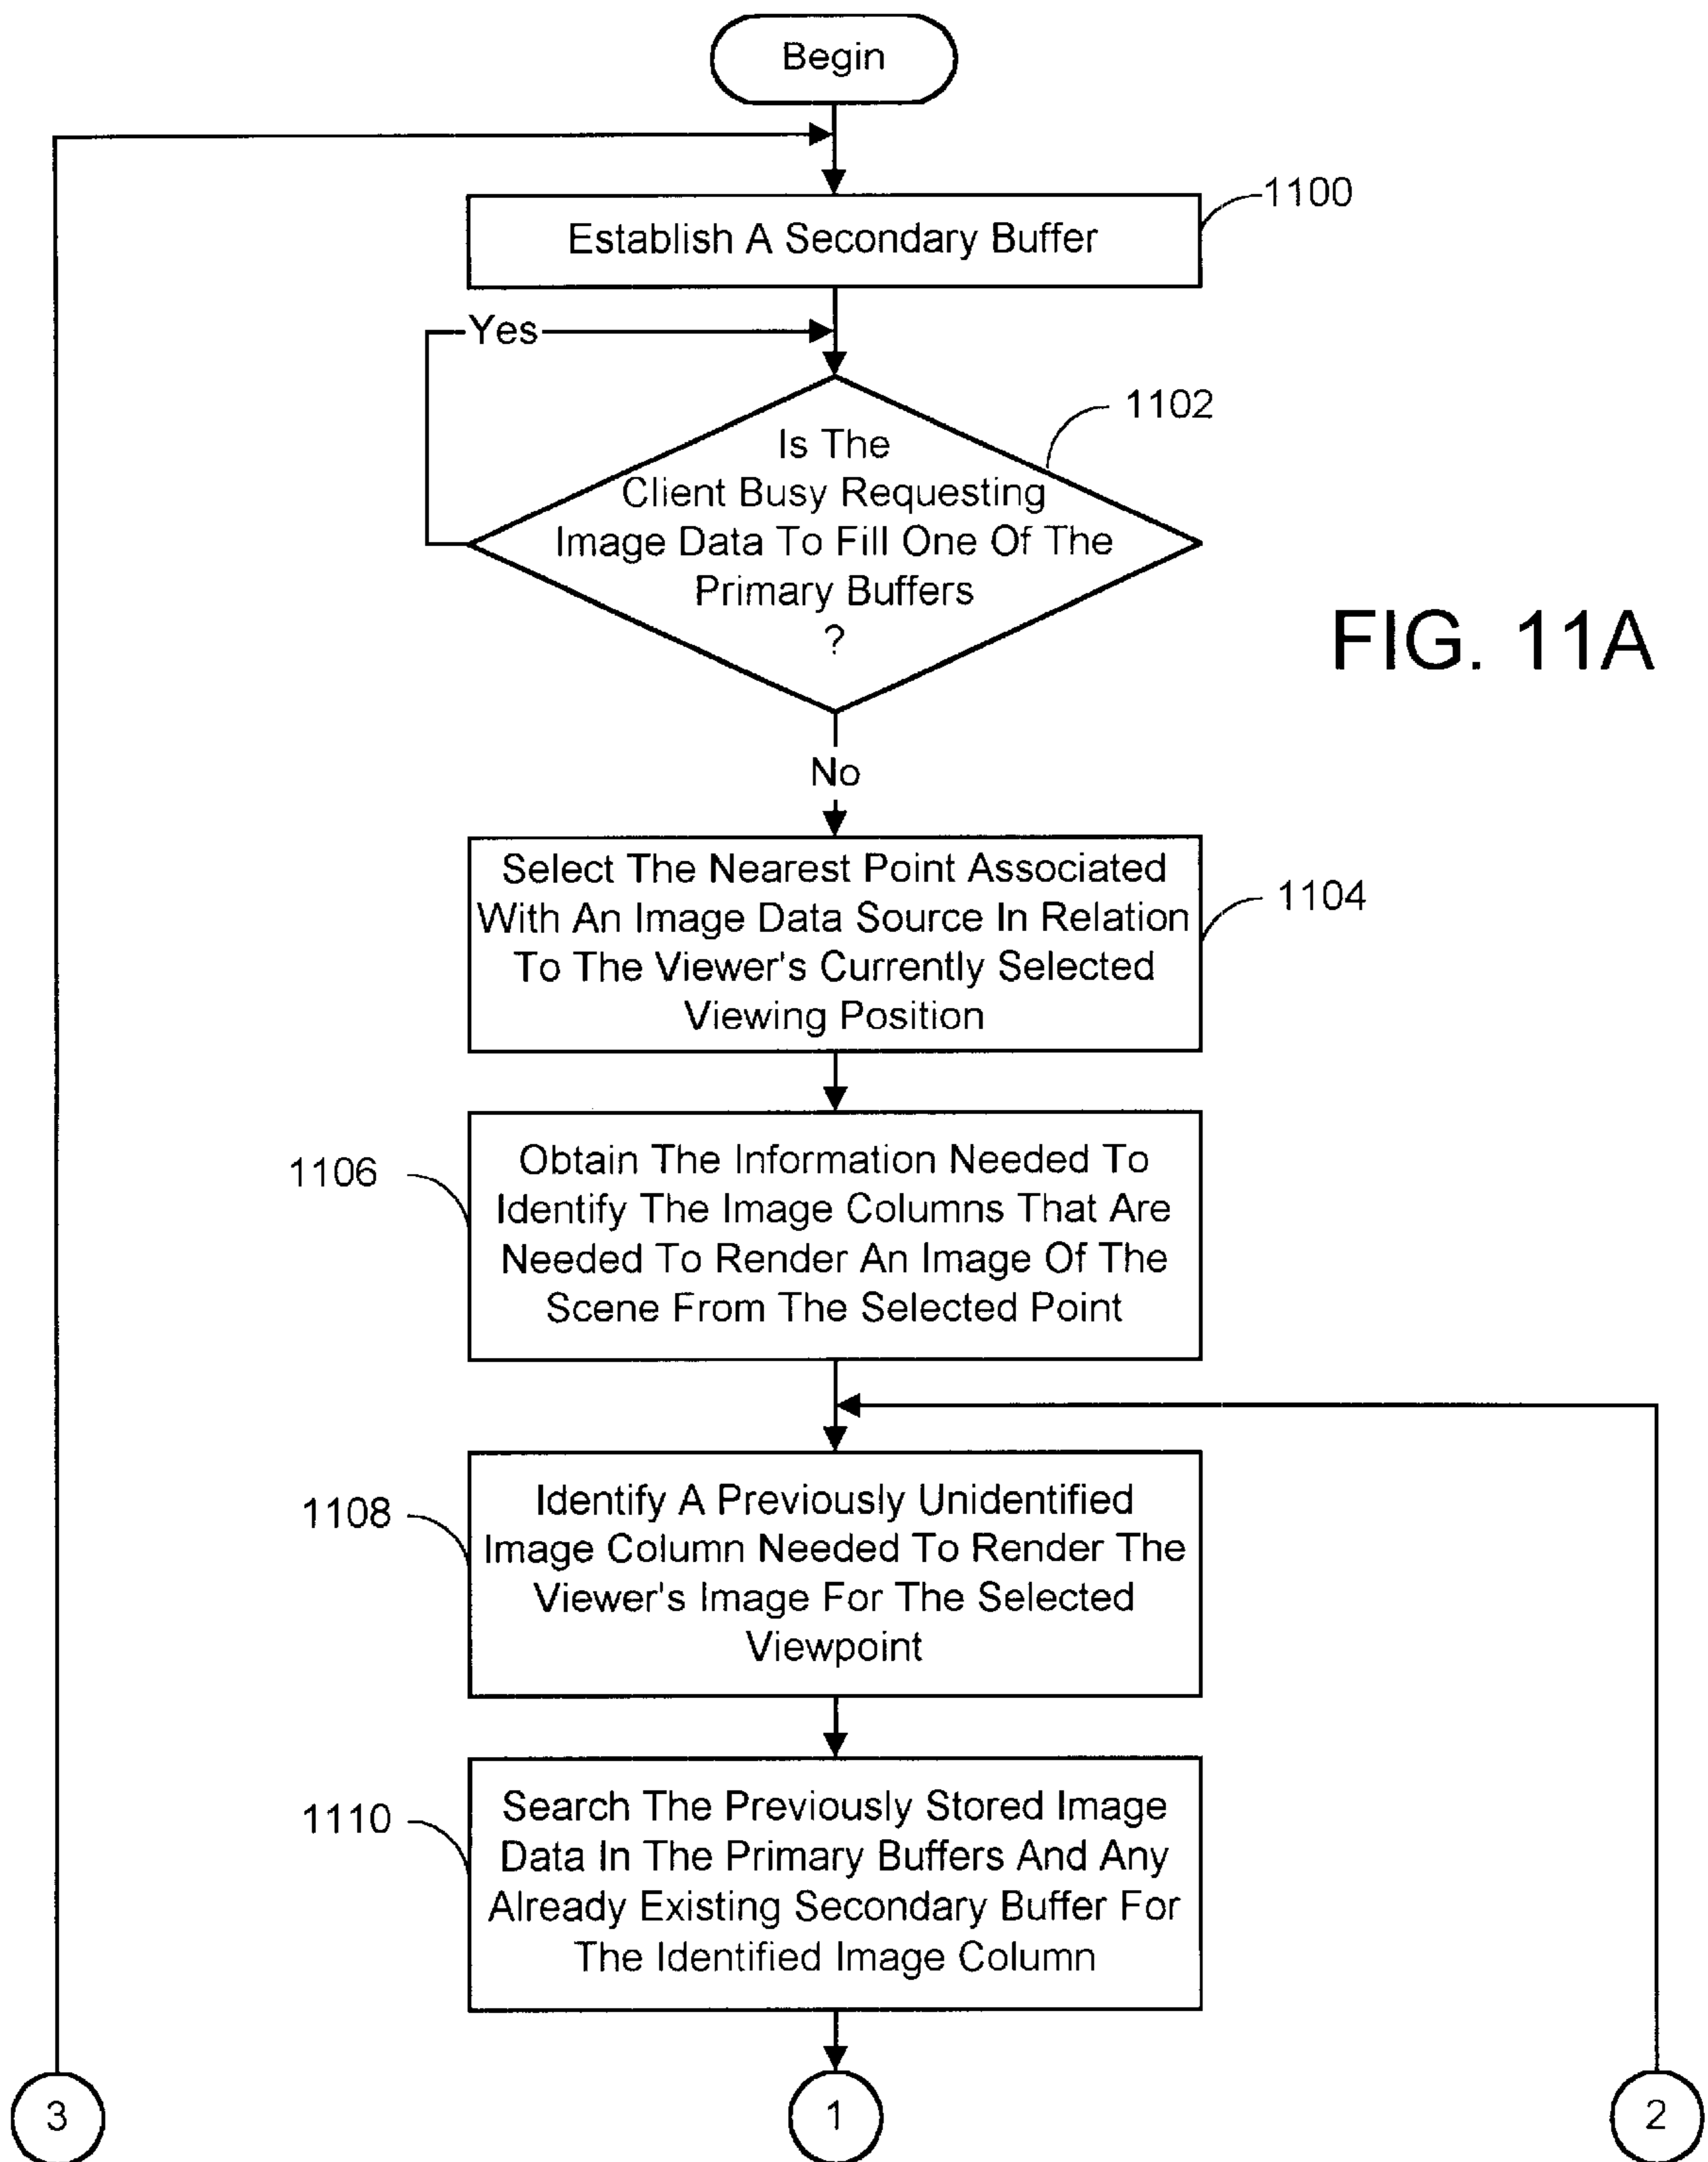 Begin
1100
Establish A Secondary Buffer
Yes
1102
Is The
Client Busy Requesting
Image Data To Fill One Of The
Primary Buffers
?
FIG. 11A
No
Select The Nearest Point Associated
With An Image Data Source In Relation
To The Viewer's Currently Selected
Viewing Position
1104
1106
Obtain The Information Needed To
Identify The Image Columns That Are
Needed To Render An Image Of The
Scene From The Selected Point
1108
Identify A Previously Unidentified
Image Column Needed To Render The
Viewer's Image For The Selected
Viewpoint
1110
Search The Previously Stored Image
Data In The Primary Buffers And Any
Already Existing Secondary Buffer For
The Identified Image Column
3
1
2